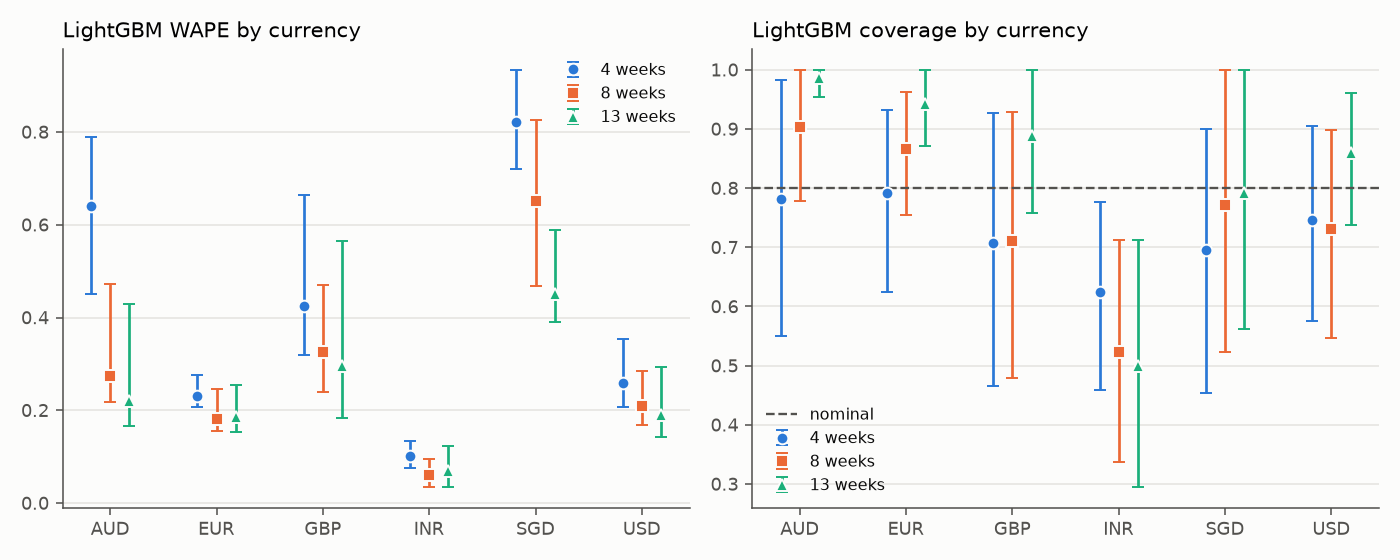 LightGBM WAPE by currency
4 weeks
8 weeks
13 weeks
0.8
0.6
0.4
0.2
0.0
AUD EUR GBP INR SGD USD
LightGBM coverage by currency
1.0
0.9
0.8
0.7
0.6
0.5
0.4
0.3
nominal
4 weeks
8 weeks
13 weeks
AUD EUR GBP INR SGD USD